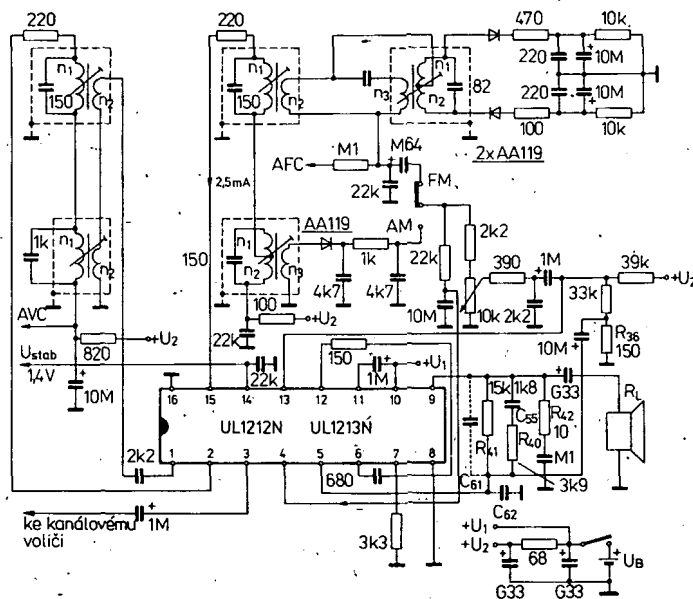 220
220
470
10k
n1
n2
150
n1
n2
150
n3
n1
n2
82
220
10M
220
10M
100
10k
2xAA119
AFC
M1
M64
22k
FM
2,5mA
AA119
AM
1k
n1
n2
n1
n2
n3
1k
4k7
4k7
22k
2k2
390
1M
39k
+U2
10k
2k2
33k
10M
R36
150
150
AVC
820
+U2
100
+U2
22k
10M
Ustab
1,4V
10M
22k
150
1M
+U1
16
15
14
13
12
11
10
9
UL1212N UL1213N
1
2
3
4
5
6
7
8
15k
1k8
G33
RL
C55
R42
10
R41
R40
M1
C61
3k9
C62
2k2
680
3k3
ke kanálovému
voliči
1M
+U1
+U2
68
UB
G33
G33